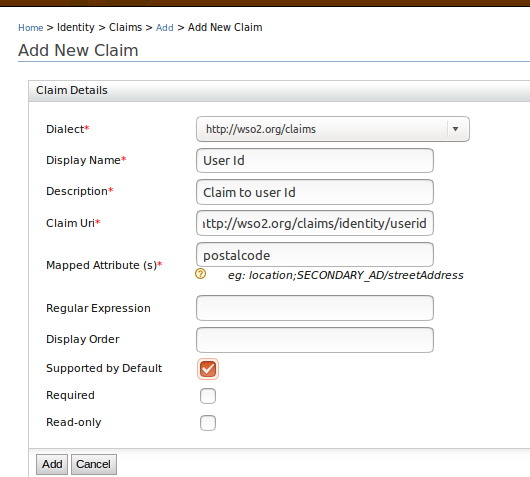 Home > Identity > Claims > Add > Add New Claim
Add New Claim
Claim Details
Dialect* http://wso2.org/claims
Display Name* User Id
Description* Claim to user Id
Claim Uri* http://wso2.org/claims/identity/userid
Mapped Attribute (s)* postalcode
? eg: location;SECONDARY_AD/streetAddress
Regular Expression
Display Order
Supported by Default
Required
Read-only
Add Cancel